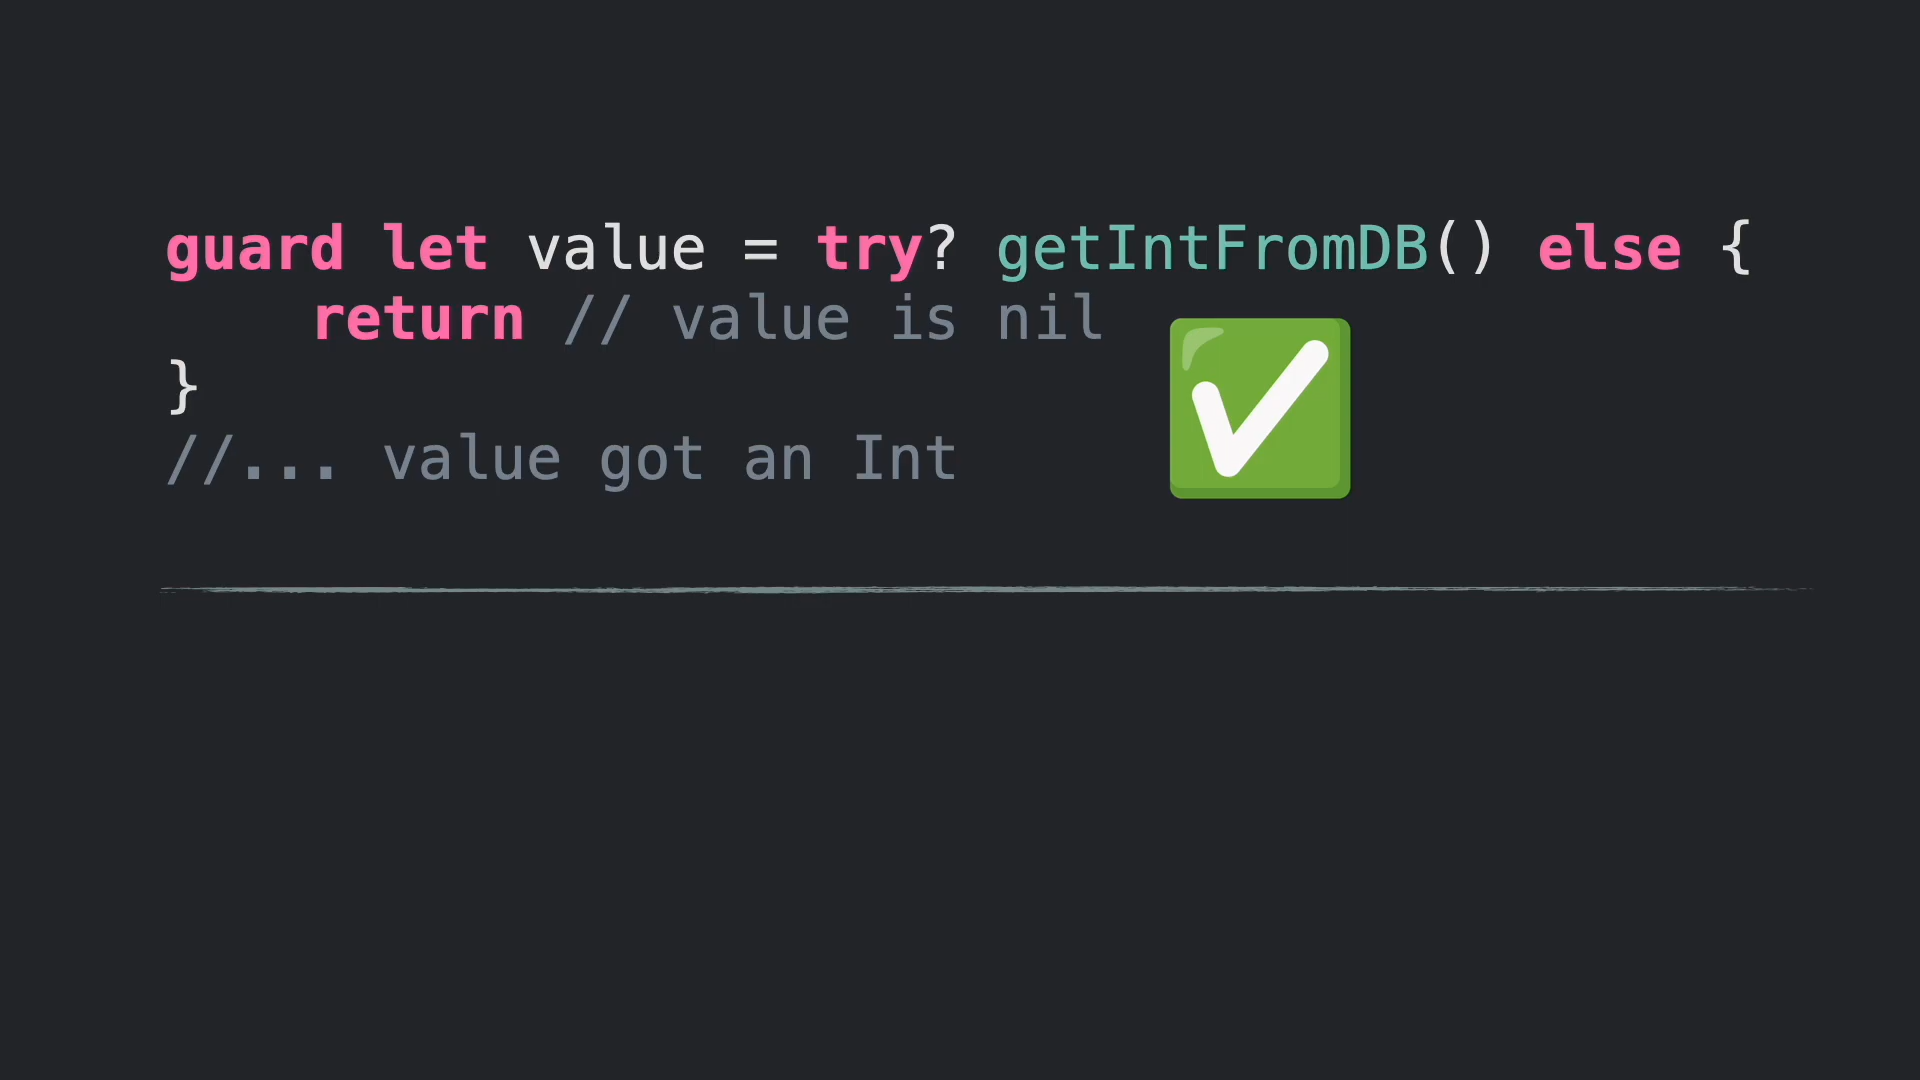 guard let value = try? getIntFromDB() else {
    return // value is nil
}
//... value got an Int